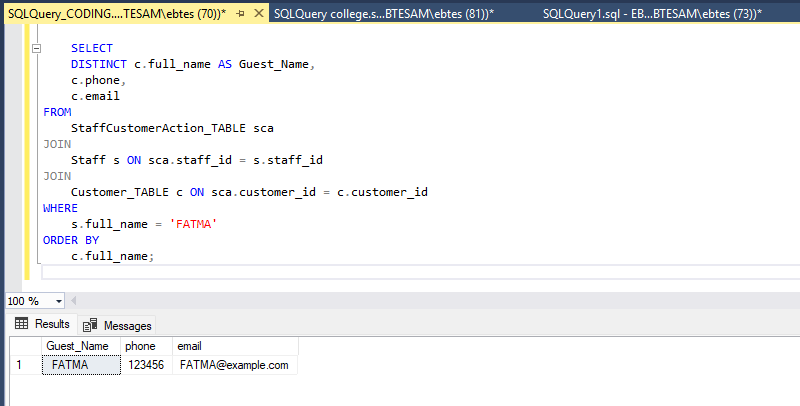 SQLQuery_CODING....TESAM\ebtes (70))* SQLQuery college.s...BTESAM\ebtes (81))* SQLQuery1.sql - EB...BTESAM\ebtes (73))*
SELECT
DISTINCT c.full_name AS Guest_Name,
c.phone,
c.email
FROM
StaffCustomerAction_TABLE sca
JOIN
Staff s ON sca.staff_id = s.staff_id
JOIN
Customer_TABLE c ON sca.customer_id = c.customer_id
WHERE
s.full_name = 'FATMA'
ORDER BY
c.full_name;
100 %
Results Messages
Guest_Name phone email
1 FATMA 123456 FATMA@example.com